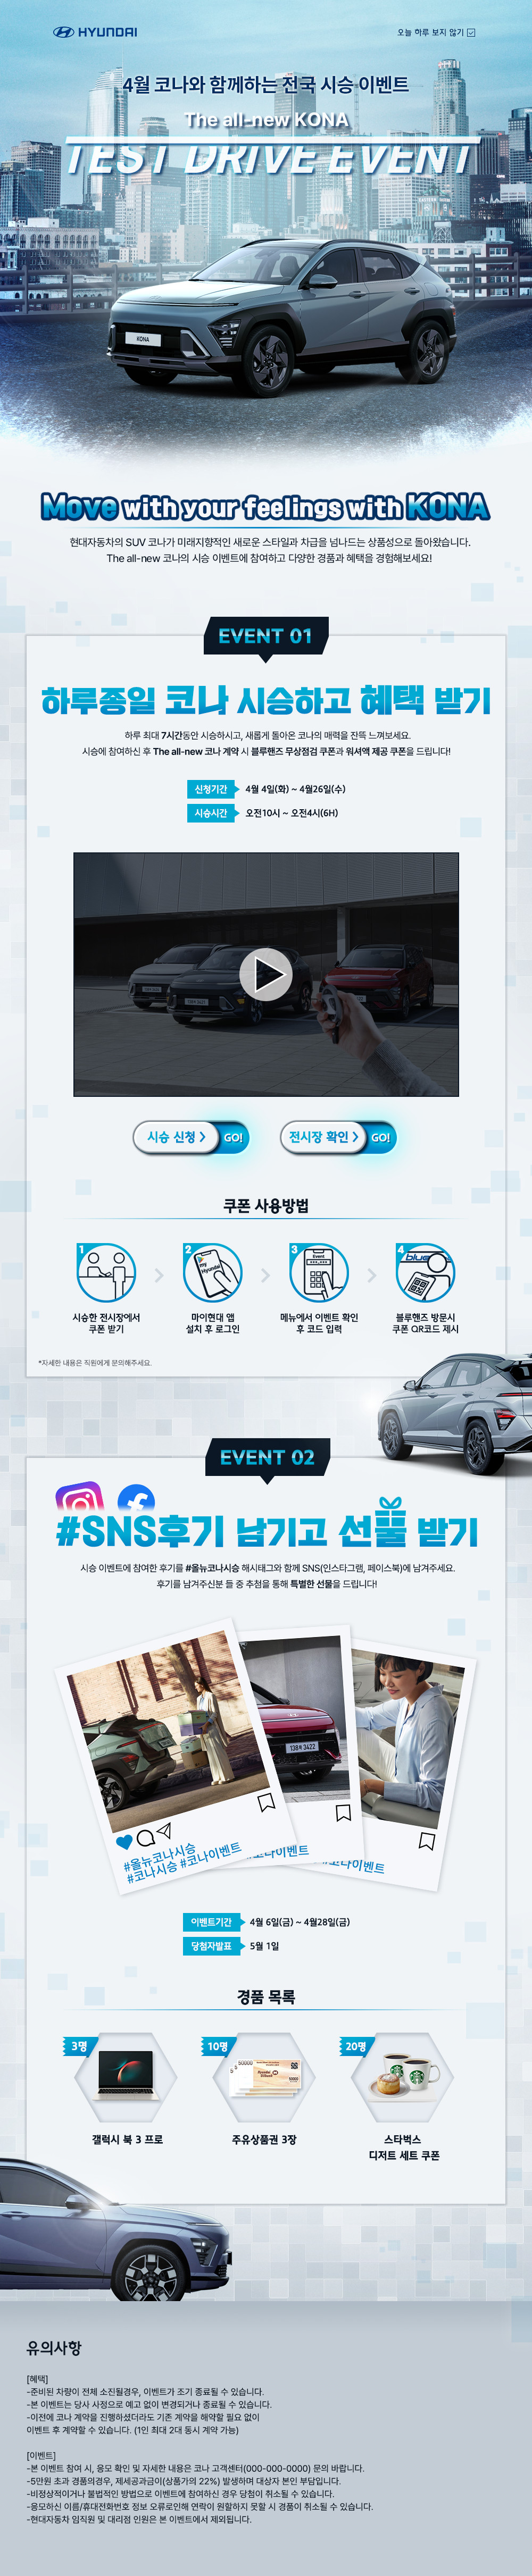 HYUNDAI
오늘 하루 보지 않기
4월 코나와 함께하는 전국 시승 이벤트
The all-new KONA
TEST DRIVE EVENT
KONA
Move with your feelings with KONA
현대자동차의 SUV 코나가 미래지향적인 새로운 스타일과 차급을 넘나드는 상품성으로 돌아왔습니다.
The all-new 코나의 시승 이벤트에 참여하고 다양한 경품과 혜택을 경험해보세요!
EVENT 01
하루종일 코나 시승하고 혜택 받기
하루 최대 7시간동안 시승하시고, 새롭게 돌아온 코나의 매력을 잔뜩 느껴보세요.
시승에 참여하신 후 The all-new 코나 계약 시 블루핸즈 무상점검 쿠폰과 워셔액 제공 쿠폰을 드립니다!
신청기간 4월 4일(화) ~ 4월26일(수)
시승시간 오전10시 ~ 오전4시(6H)
시승 신청 > GO!
전시장 확인 > GO!
쿠폰 사용방법
1
2
my Hyundai
3
Event
4
blue
시승한 전시장에서
쿠폰 받기
마이현대 앱
설치 후 로그인
메뉴에서 이벤트 확인
후 코드 입력
블루핸즈 방문시
쿠폰 QR코드 제시
*자세한 내용은 직원에게 문의해주세요.
EVENT 02
#SNS후기 남기고 선물 받기
시승 이벤트에 참여한 후기를 #올뉴코나시승 해시태그와 함께 SNS(인스타그램, 페이스북)에 남겨주세요.
후기를 남겨주신분 들 중 추첨을 통해 특별한 선물을 드립니다!
138하 3422
#올뉴코나시승
#코나시승 #코나이벤트
코나이벤트
코나이벤트
이벤트기간 4월 6일(금) ~ 4월28일(금)
당첨자발표 5월 1일
경품 목록
3명
10명
20명
50000
갤럭시 북 3 프로
주유상품권 3장
스타벅스
디저트 세트 쿠폰
유의사항
[혜택]
-준비된 차량이 전체 소진될경우, 이벤트가 조기 종료될 수 있습니다.
-본 이벤트는 당사 사정으로 예고 없이 변경되거나 종료될 수 있습니다.
-이전에 코나 계약을 진행하셨더라도 기존 계약을 해약할 필요 없이
이벤트 후 계약할 수 있습니다. (1인 최대 2대 동시 계약 가능)
[이벤트]
-본 이벤트 참여 시, 응모 확인 및 자세한 내용은 코나 고객센터(000-000-0000) 문의 바랍니다.
-5만원 초과 경품의경우, 제세공과금이(상품가의 22%) 발생하며 대상자 본인 부담입니다.
-비정상적이거나 불법적인 방법으로 이벤트에 참여하신 경우 당첨이 취소될 수 있습니다.
-응모하신 이름/휴대전화번호 정보 오류로인해 연락이 원할하지 못할 시 경품이 취소될 수 있습니다.
-현대자동차 임직원 및 대리점 인원은 본 이벤트에서 제외됩니다.